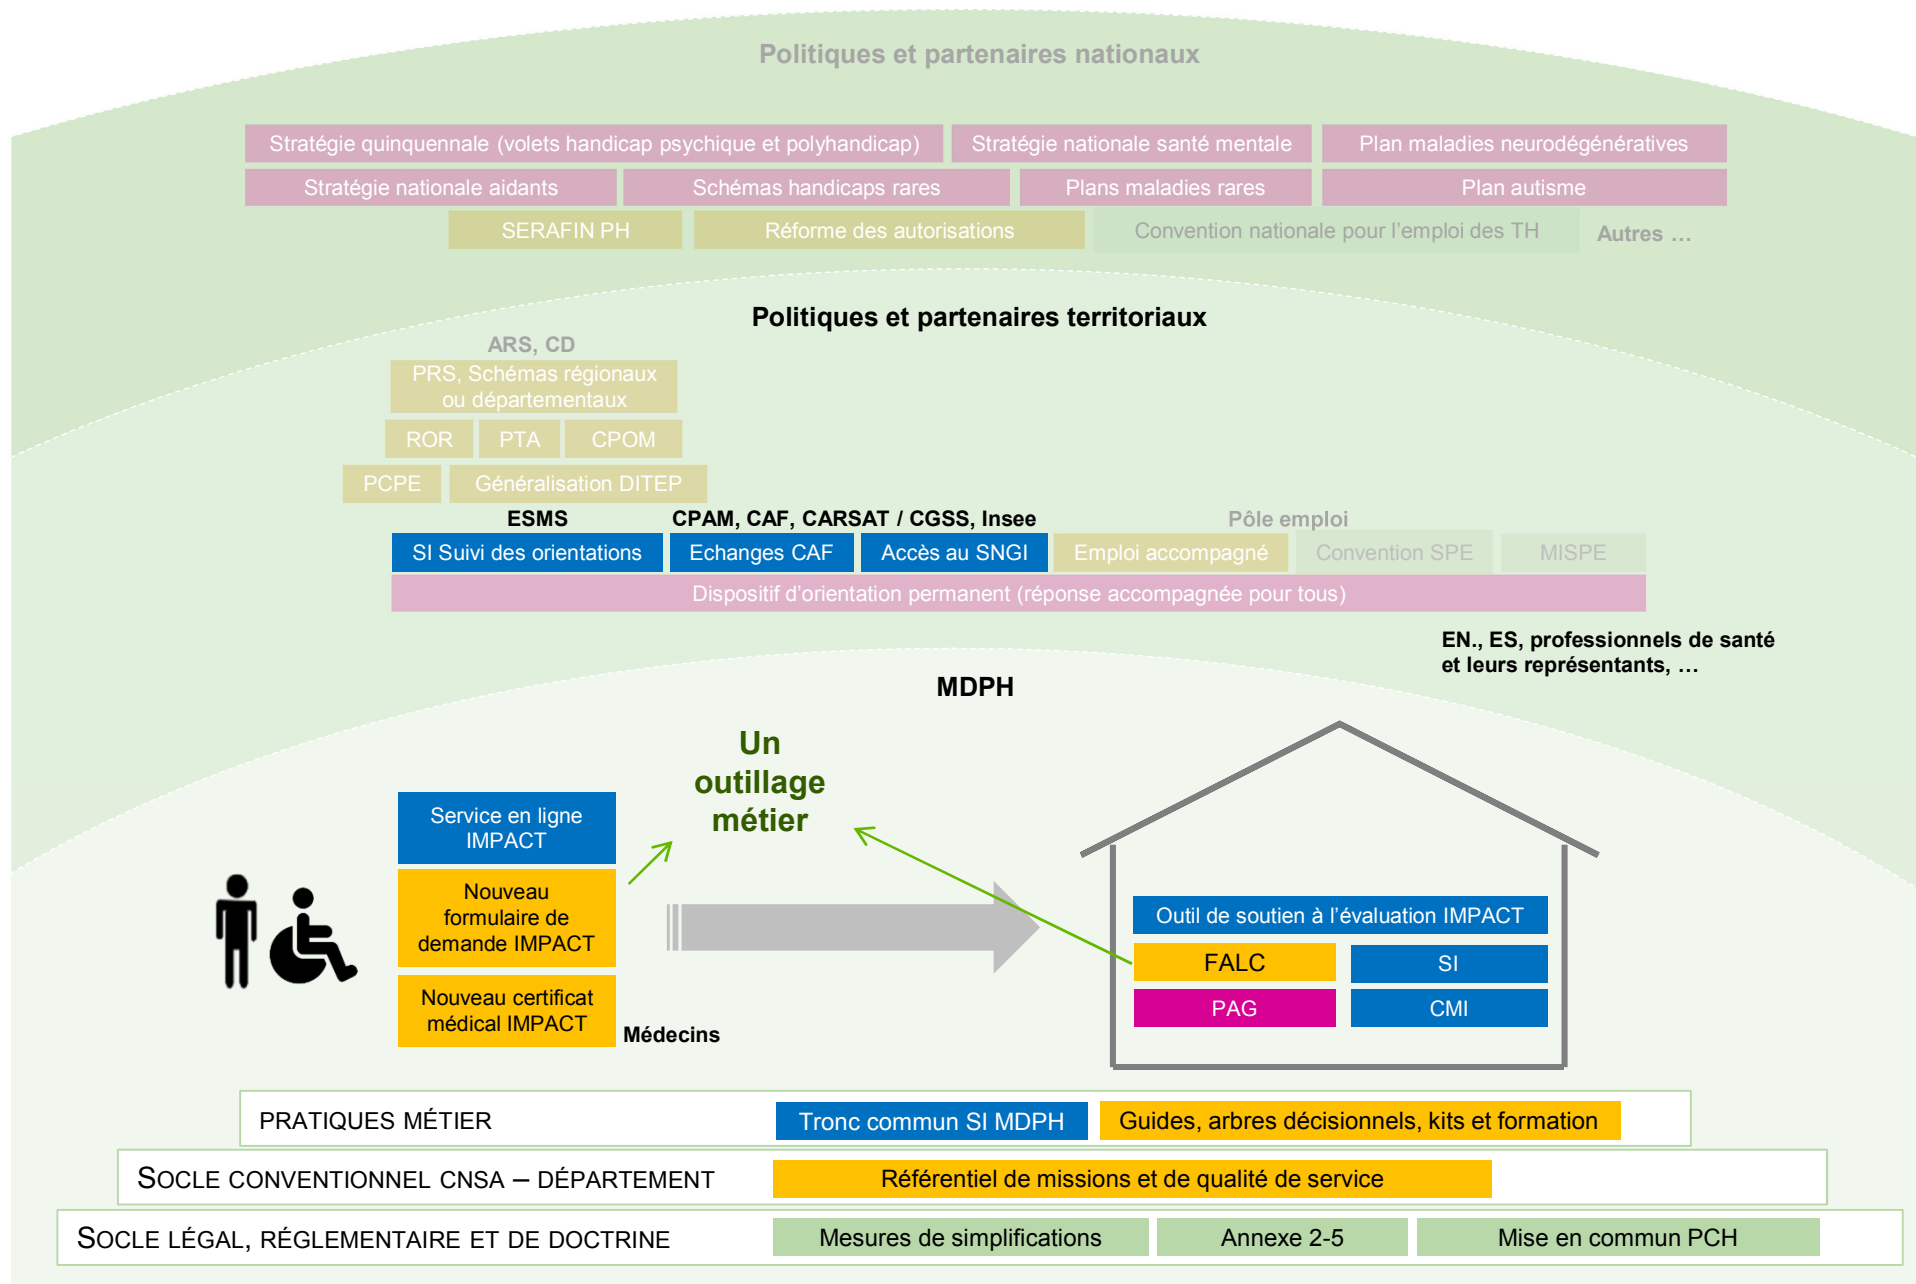 Politiques et partenaires nationaux
Stratégie quinquennale (volets handicap psychique et polyhandicap)
Stratégie nationale santé mentale
Plan maladies neurodégénératives
Stratégie nationale aidants
Schémas handicaps rares
Plans maladies rares
Plan autisme
SERAFIN PH
Réforme des autorisations
Convention nationale pour l'emploi des TH
Autres …
Politiques et partenaires territoriaux
ARS, CD
PRS, Schémas régionaux
ou départementaux
ROR
PTA
CPOM
PCPE
Généralisation DITEP
ESMS
CPAM, CAF, CARSAT / CGSS, Insee
Pôle emploi
SI Suivi des orientations
Echanges CAF
Accès au SNGI
Emploi accompagné
Convention SPE
MISPE
Dispositif d'orientation permanent (réponse accompagnée pour tous)
EN., ES, professionnels de santé
et leurs représentants, …
MDPH
Un
outillage
métier
Service en ligne
IMPACT
Nouveau
formulaire de
demande IMPACT
Nouveau certificat
médical IMPACT
Médecins
Outil de soutien à l'évaluation IMPACT
FALC
SI
PAG
CMI
PRATIQUES MÉTIER
Tronc commun SI MDPH
Guides, arbres décisionnels, kits et formation
SOCLE CONVENTIONNEL CNSA – DÉPARTEMENT
Référentiel de missions et de qualité de service
SOCLE LÉGAL, RÉGLEMENTAIRE ET DE DOCTRINE
Mesures de simplifications
Annexe 2-5
Mise en commun PCH